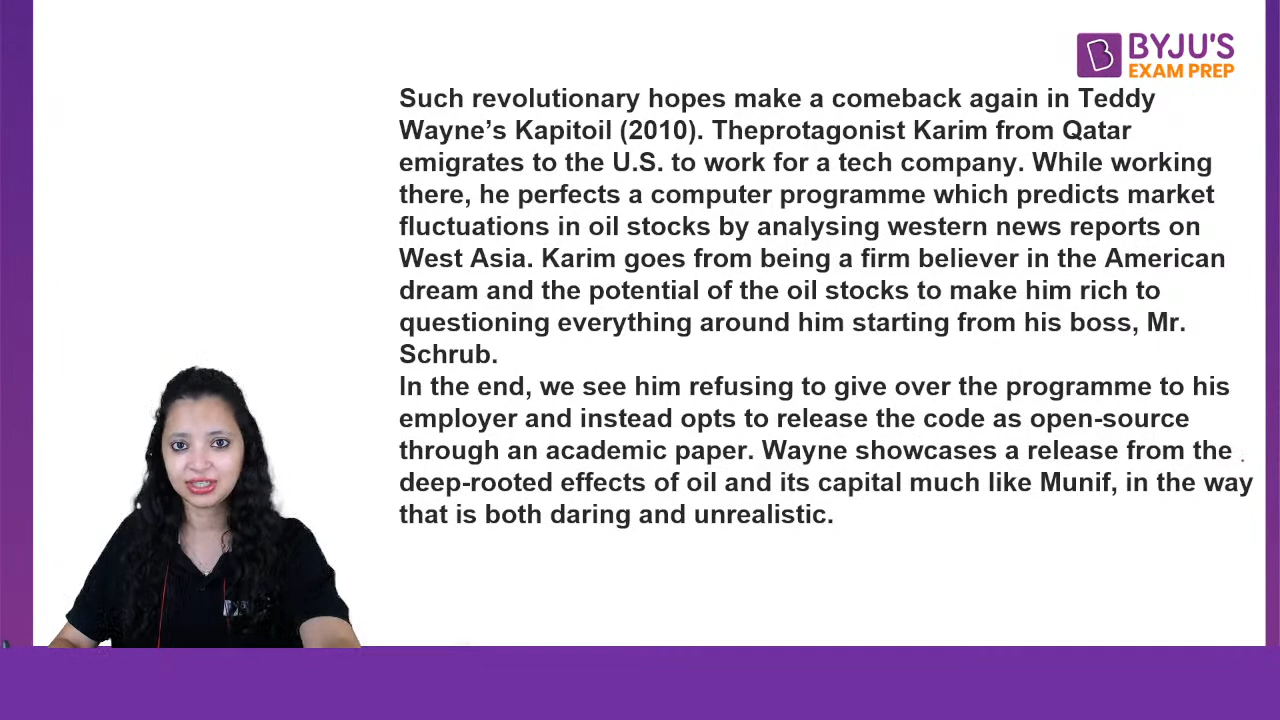 BYJU'S
EXAM PREP
Such revolutionary hopes make a comeback again in Teddy
Wayne’s Kapitoil (2010). Theprotagonist Karim from Qatar
emigrates to the U.S. to work for a tech company. While working
there, he perfects a computer programme which predicts market
fluctuations in oil stocks by analysing western news reports on
West Asia. Karim goes from being a firm believer in the American
dream and the potential of the oil stocks to make him rich to
questioning everything around him starting from his boss, Mr.
Schrub.
In the end, we see him refusing to give over the programme to his
employer and instead opts to release the code as open-source
through an academic paper. Wayne showcases a release from the
deep-rooted effects of oil and its capital much like Munif, in the way
that is both daring and unrealistic.